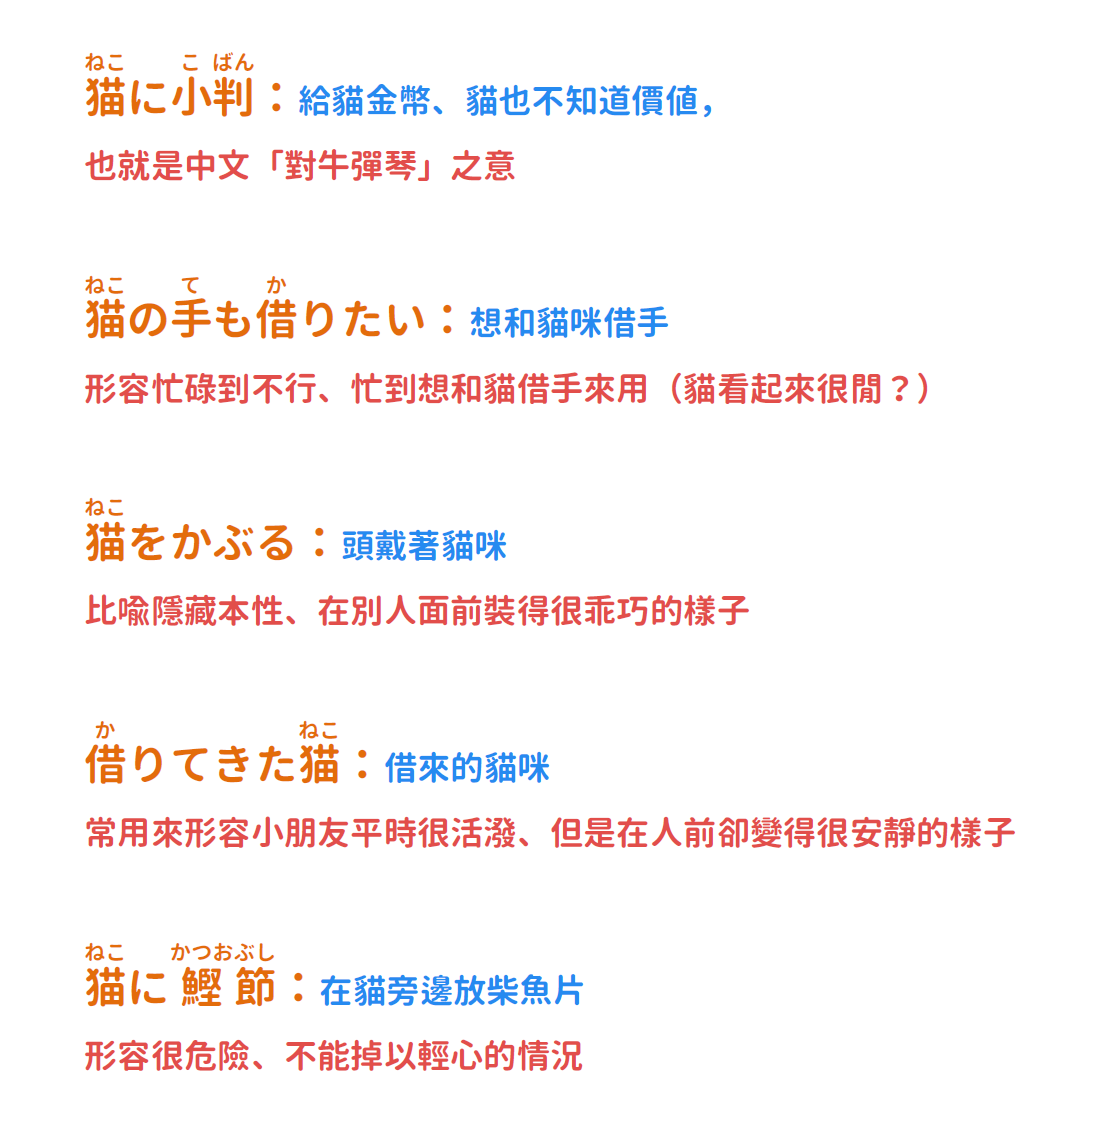 ねこ こ ばん
猫に小判：給貓金幣、貓也不知道價值，
也就是中文「對牛彈琴」之意
ねこ て か
猫の手も借りたい：想和貓咪借手
形容忙碌到不行、忙到想和貓借手來用（貓看起來很閒？）
ねこ
猫をかぶる：頭戴著貓咪
比喩隱藏本性、在別人面前裝得很乖巧的樣子
か ねこ
借りてきた猫：借來的貓咪
常用來形容小朋友平時很活潑、但是在人前卻變得很安靜的樣子
ねこ かつおぶし
猫に鰹節：在貓旁邊放柴魚片
形容很危險、不能掉以輕心的情況